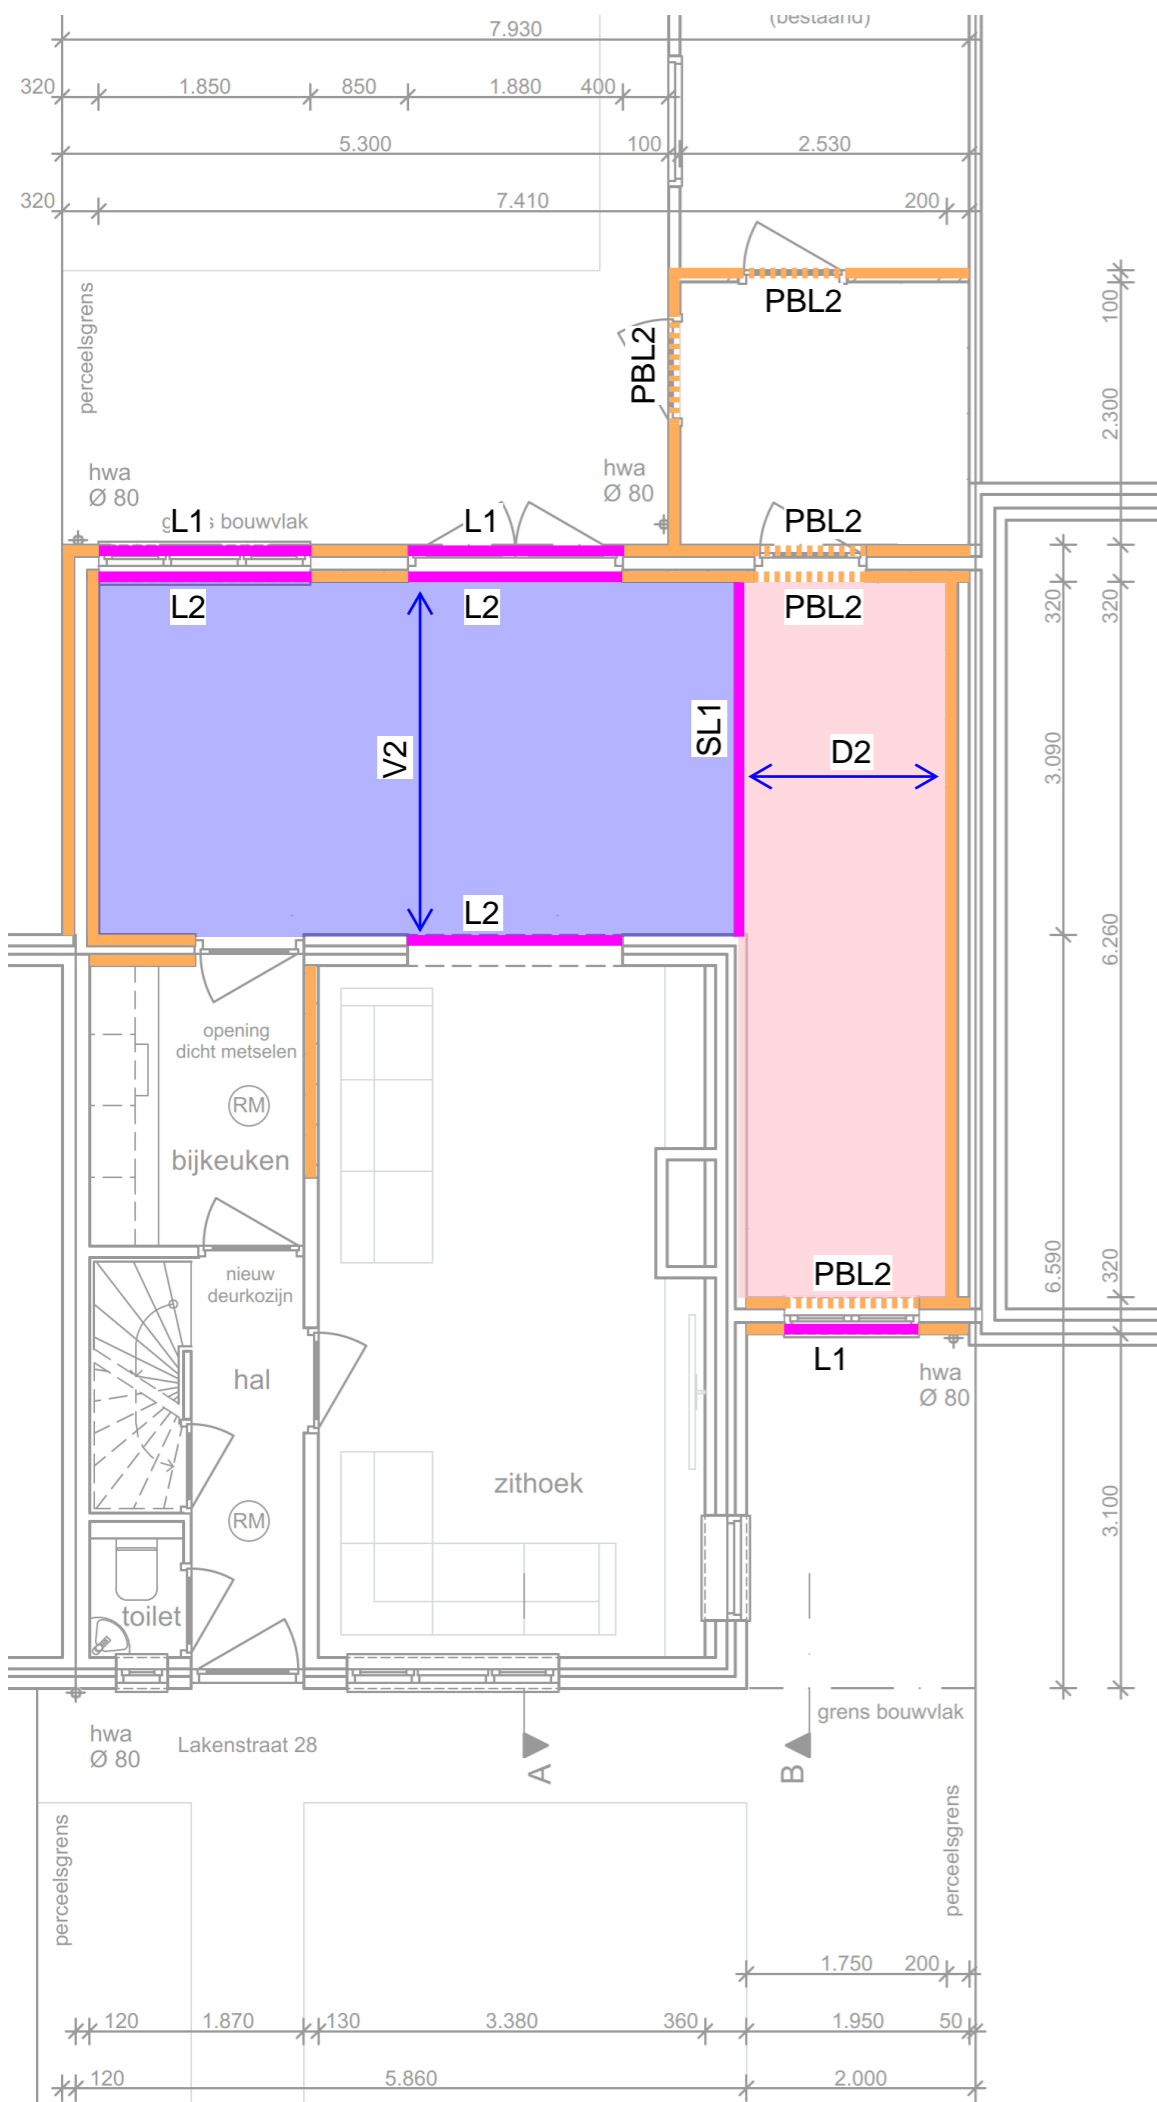 (bestaand)
7.930
320
1.850
850
1.880
400
5.300
100
2.530
320
7.410
200
perceelsgrens
PBL2
PBL2
100
2.300
hwa
Ø 80
hwa
Ø 80
L1
bouwvlak
L1
PBL2
L2
L2
PBL2
320
320
V2
SL1
D2
3.090
L2
6.260
opening
dicht metselen
RM
bijkeuken
nieuw
deurkozijn
PBL2
6.590
320
L1
hal
hwa
Ø 80
zithoek
RM
3.100
toilet
grens bouwvlak
hwa
Ø 80
Lakenstraat 28
A
B
perceelsgrens
perceelsgrens
1.750
200
120
1.870
130
3.380
360
1.950
50
120
5.860
2.000